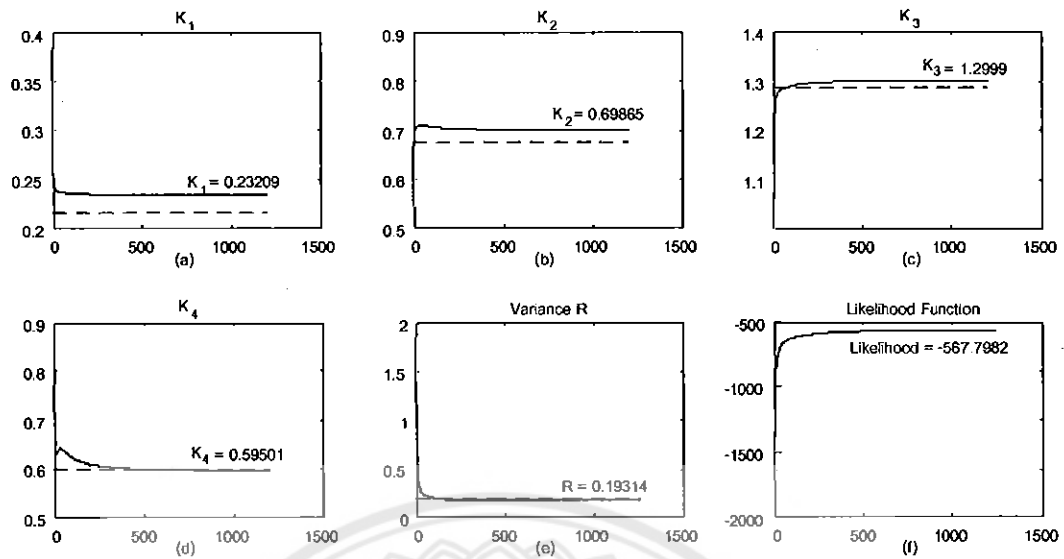 K1
0.4
0.35
0.3
0.25
0.2
K1 = 0.23209
0 500 1000 1500
(a)
K2
0.9
0.8
0.7
0.6
0.5
K2 = 0.69865
0 500 1000 1500
(b)
K3
1.4
1.3
1.2
1.1
K3 = 1.2999
0 500 1000 1500
(c)
K4
0.9
0.8
0.7
0.6
0.5
K4 = 0.59501
0 500 1000 1500
(d)
Variance R
2
1.5
1
0.5
0
R = 0.19314
0 500 1000 1500
(e)
Likelihood Function
-500
-1000
-1500
-2000
Likelihood = -567.7982
0 500 1000 1500
(f)